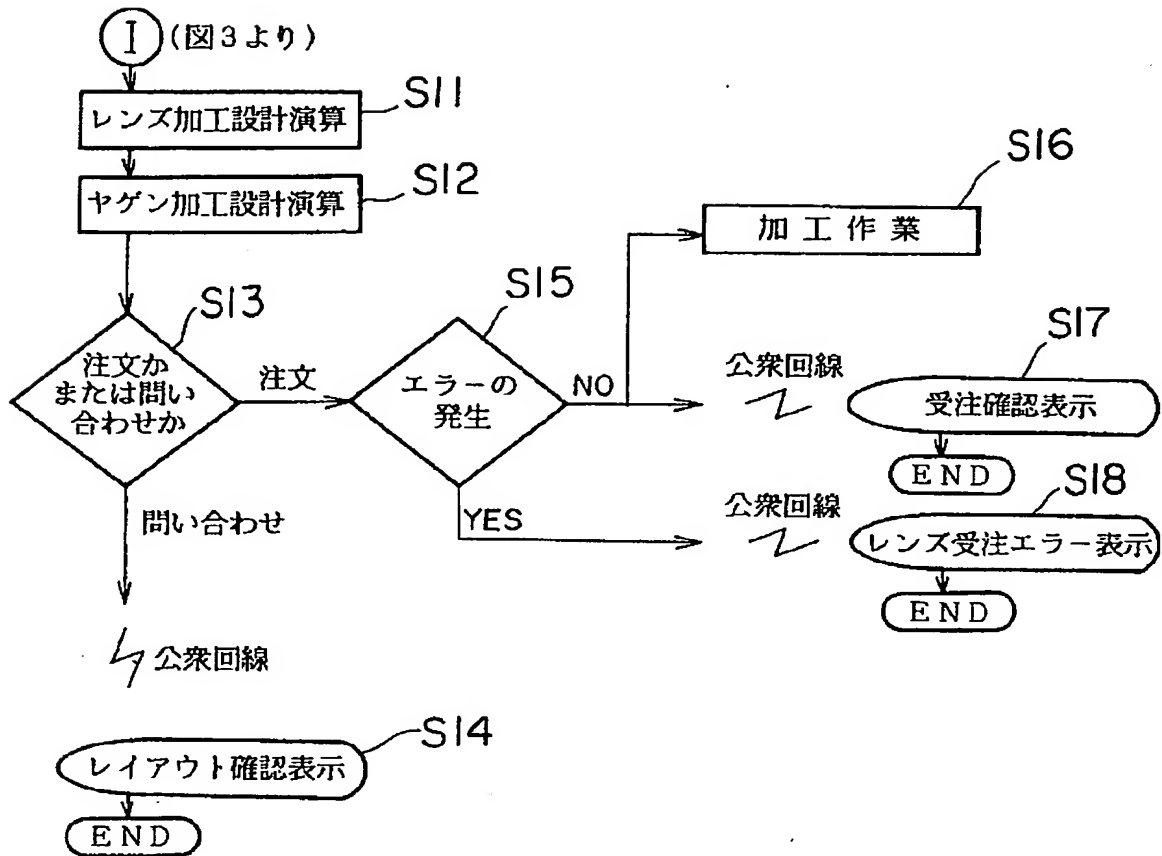 I (図3より)
レンズ加工設計演算
S11
ヤゲン加工設計演算
S12
加工作業
S16
注文か
または問い
合わせか
S13
注文
エラーの
発生
S15
NO
公衆回線
受注確認表示
S17
END
YES
公衆回線
レンズ受注エラー表示
S18
END
問い合わせ
公衆回線
レイアウト確認表示
S14
END